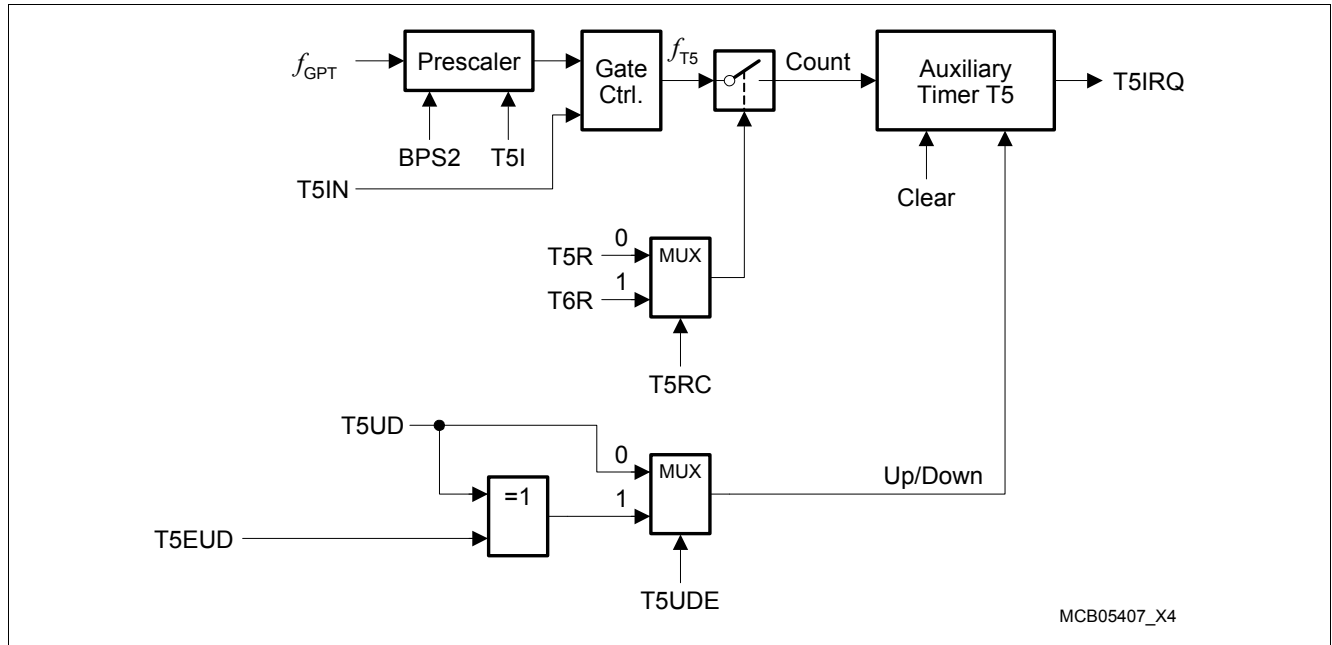 fGPT
Prescaler
Gate
Ctrl.
fT5
Count
Auxiliary
Timer T5
T5IRQ
BPS2
T5I
T5IN
Clear
T5R
0
MUX
T6R
1
T5RC
T5UD
0
MUX
Up/Down
=1
1
T5EUD
T5UDE
MCB05407_X4